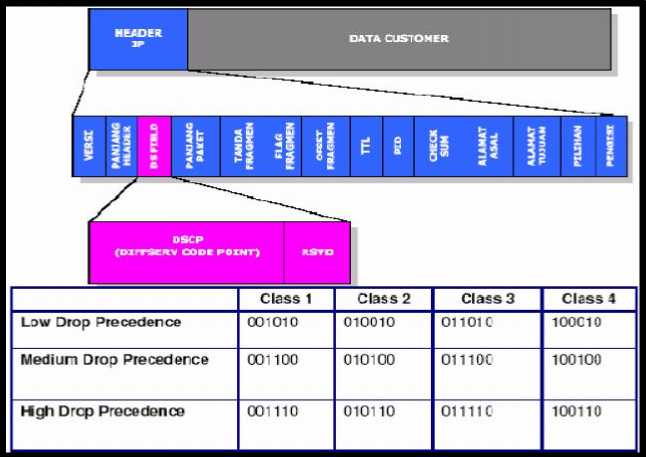 HEADER
IP
DATA CUSTOMER
VERSI
PANJANG
HEADER
DS FIELD
PANJANG
PAKET
TANDA
FRAGMEN
FLAG
FRAGMEN
OFSET
FRAGMEN
TTL
PID
CHECK
SUM
ALAMAT
ASAL
ALAMAT
TUJUAN
PILIHAN
PENGISI
DSCP
(DIFFSERV CODE POINT)
RSVD
Class 1 Class 2 Class 3 Class 4
Low Drop Precedence 001010 010010 011010 100010
Medium Drop Precedence 001100 010100 011100 100100
High Drop Precedence 001110 010110 011110 100110